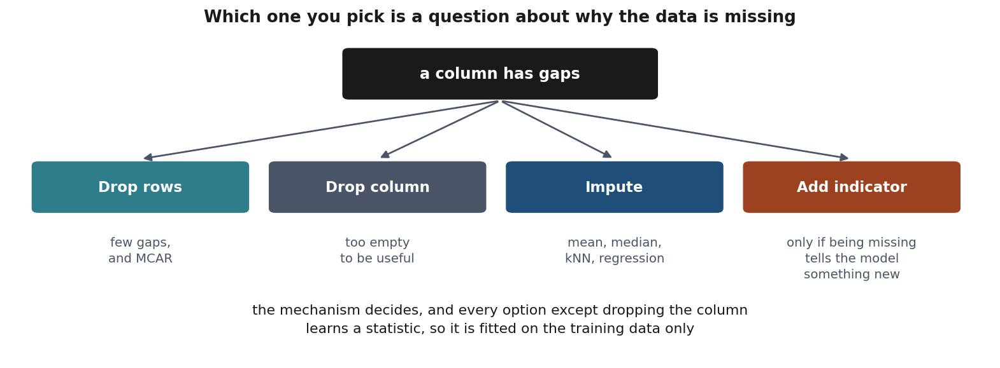 Which one you pick is a question about why the data is missing
a column has gaps
Drop rows
Drop column
Impute
Add indicator
few gaps,
and MCAR
too empty
to be useful
mean, median,
kNN, regression
only if being missing
tells the model
something new
the mechanism decides, and every option except dropping the column
learns a statistic, so it is fitted on the training data only